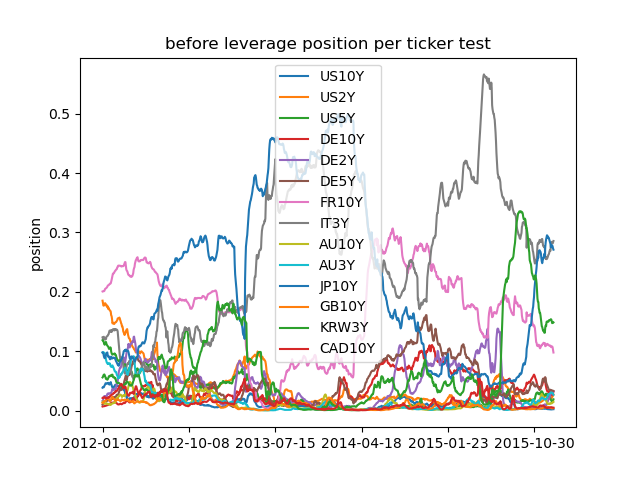 before leverage position per ticker test
position
0.5
0.4
0.3
0.2
0.1
0.0
US10Y
US2Y
US5Y
DE10Y
DE2Y
DE5Y
FR10Y
IT3Y
AU10Y
AU3Y
JP10Y
GB10Y
KRW3Y
CAD10Y
2012-01-02 2012-10-08 2013-07-15 2014-04-18 2015-01-23 2015-10-30